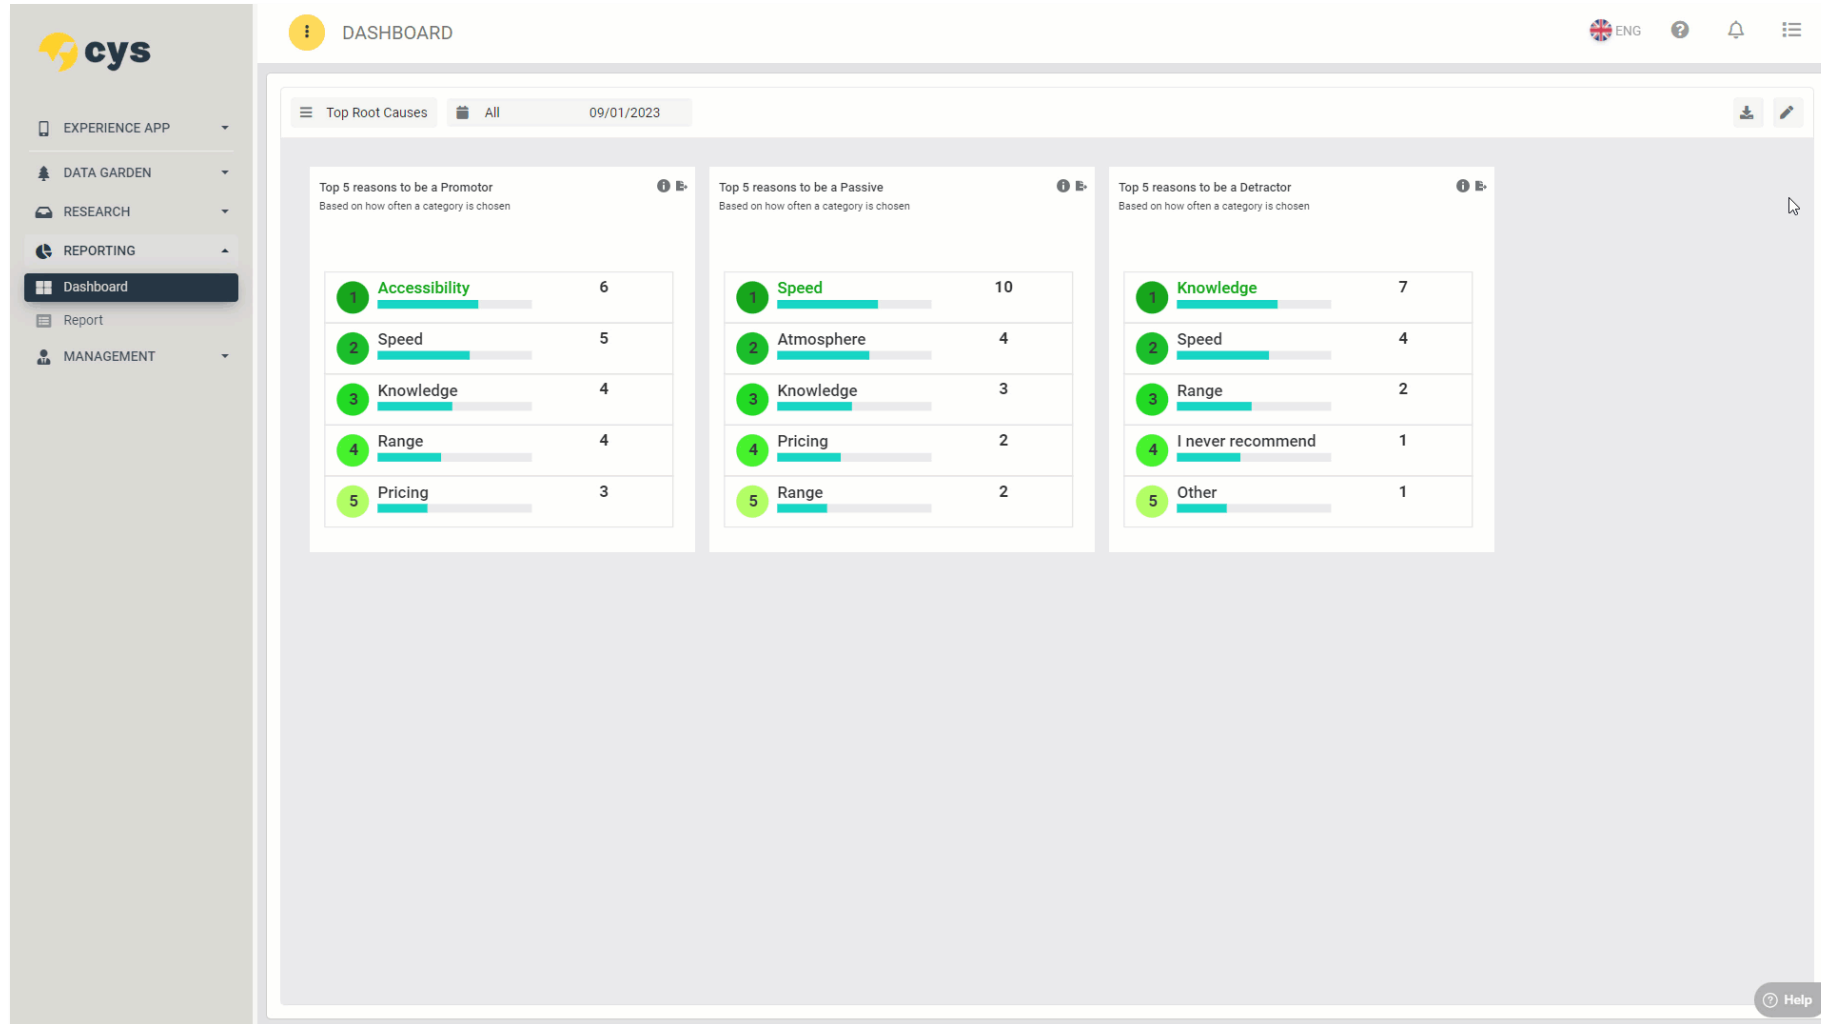 cys
DASHBOARD
ENG
EXPERIENCE APP
DATA GARDEN
RESEARCH
REPORTING
Dashboard
Report
MANAGEMENT
Top Root Causes
All 09/01/2023
Top 5 reasons to be a Promotor
Based on how often a category is chosen
1 Accessibility 6
2 Speed 5
3 Knowledge 4
4 Range 4
5 Pricing 3
Top 5 reasons to be a Passive
Based on how often a category is chosen
1 Speed 10
2 Atmosphere 4
3 Knowledge 3
4 Pricing 2
5 Range 2
Top 5 reasons to be a Detractor
Based on how often a category is chosen
1 Knowledge 7
2 Speed 4
3 Range 2
4 I never recommend 1
5 Other 1
Help